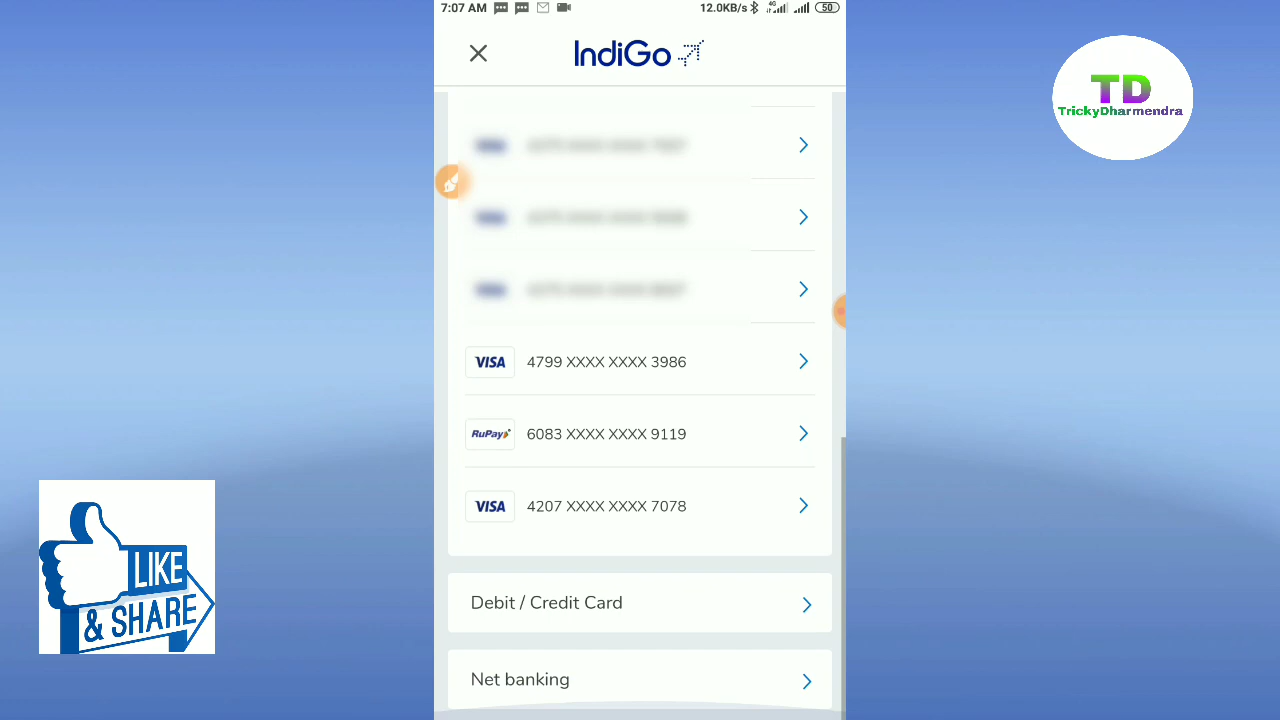 7:07 AM
12.0KB/s 4G 50
IndiGo
TD
TrickyDharmendra
VISA 4799 XXXX XXXX 3986
RuPay 6083 XXXX XXXX 9119
VISA 4207 XXXX XXXX 7078
Debit / Credit Card
Net banking
LIKE
& SHARE